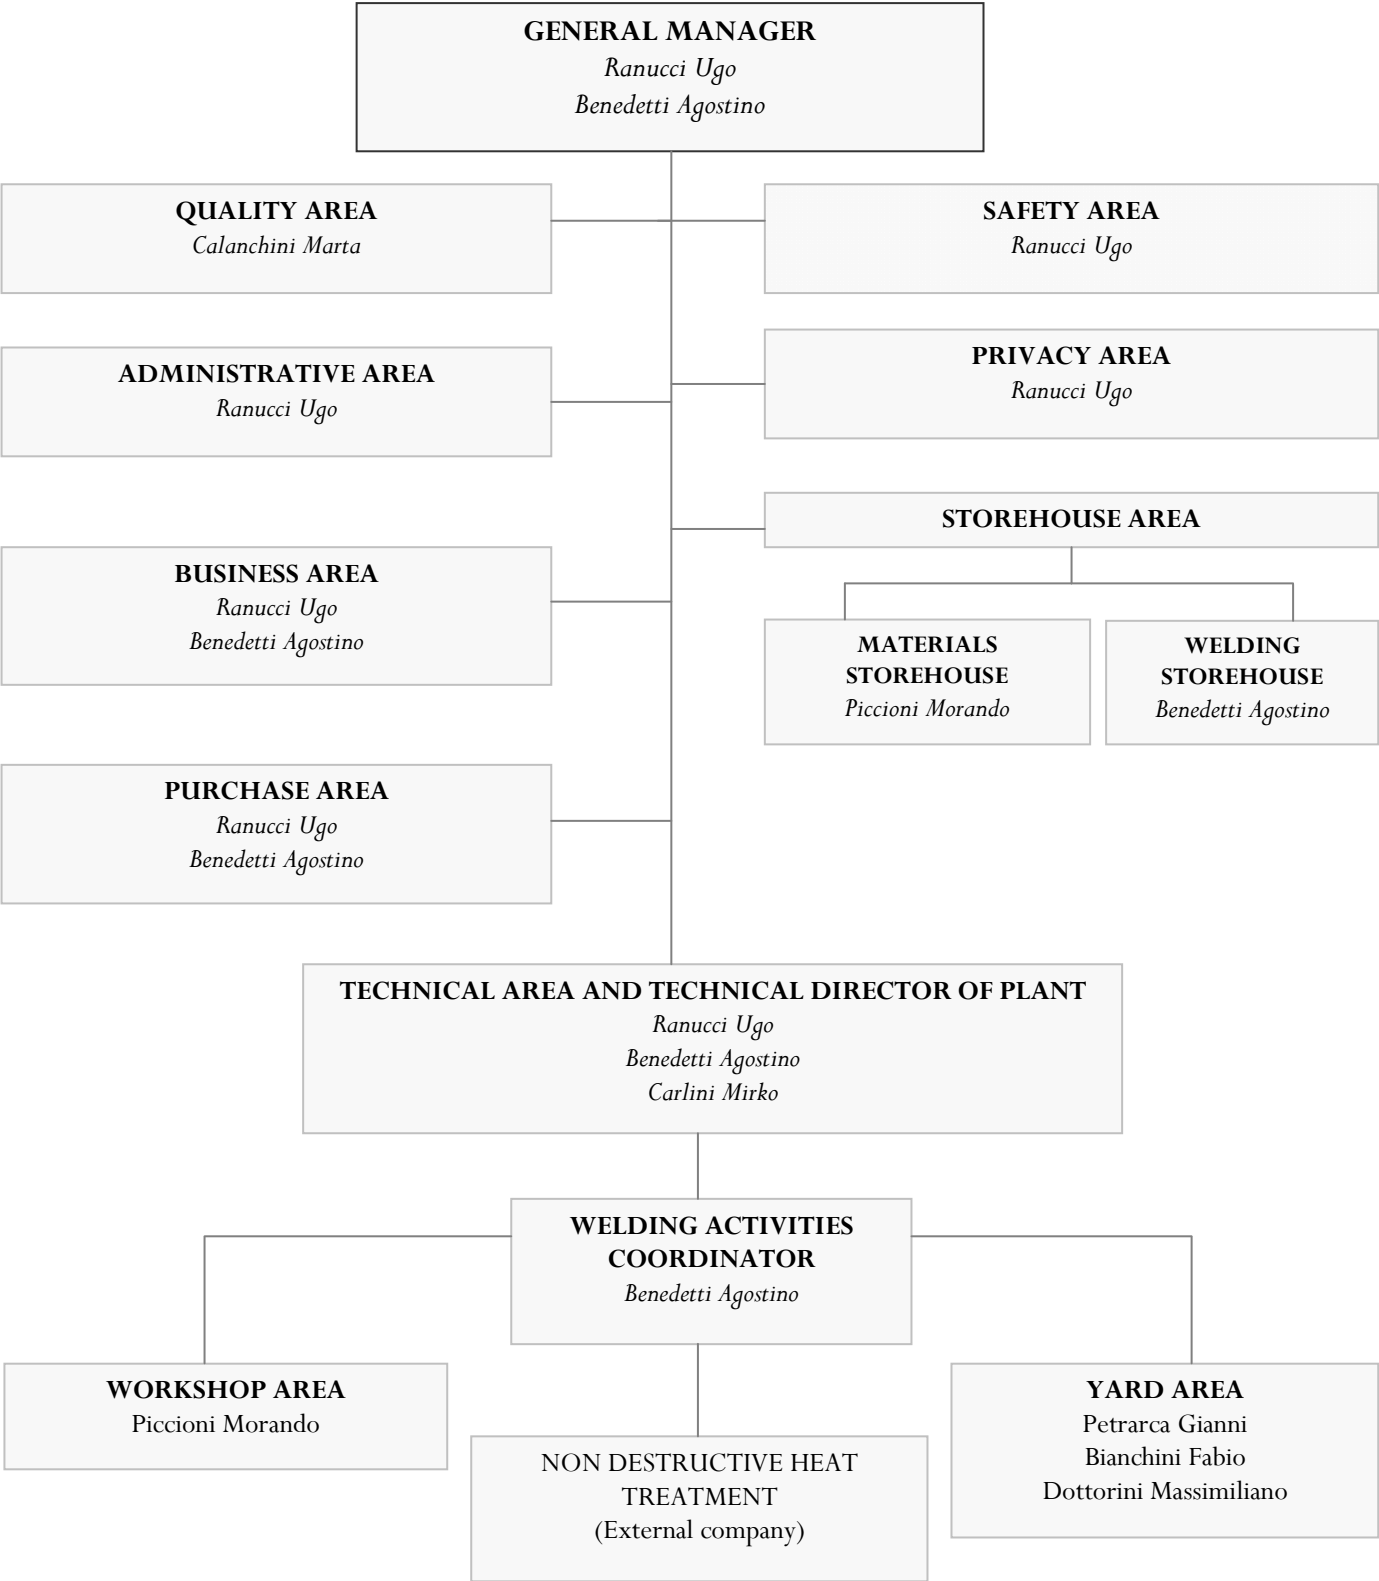 GENERAL MANAGER
Ranucci Ugo
Benedetti Agostino
QUALITY AREA
Calanchini Marta
SAFETY AREA
Ranucci Ugo
ADMINISTRATIVE AREA
Ranucci Ugo
PRIVACY AREA
Ranucci Ugo
STOREHOUSE AREA
BUSINESS AREA
Ranucci Ugo
Benedetti Agostino
MATERIALS
STOREHOUSE
Piccioni Morando
WELDING
STOREHOUSE
Benedetti Agostino
PURCHASE AREA
Ranucci Ugo
Benedetti Agostino
TECHNICAL AREA AND TECHNICAL DIRECTOR OF PLANT
Ranucci Ugo
Benedetti Agostino
Carlini Mirko
WELDING ACTIVITIES
COORDINATOR
Benedetti Agostino
WORKSHOP AREA
Piccioni Morando
NON DESTRUCTIVE HEAT
TREATMENT
(External company)
YARD AREA
Petrarca Gianni
Bianchini Fabio
Dottorini Massimiliano